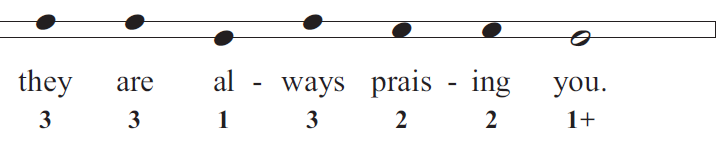 they are al - ways prais - ing you.
3 3 1 3 2 2 1+